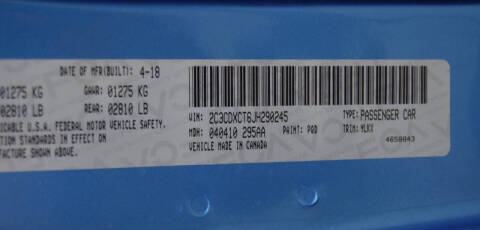 DATE OF MFR(BUILT): 4-18
01275 KG GAWR: 01275 KG
02810 LB REAR: 02810 LB
ICABLE U.S.A. FEDERAL MOTOR VEHICLE SAFETY,
TION STANDARDS IN EFFECT ON
FACTURE SHOWN ABOVE.
VIN: 2C3CDXCT6JH290245 TYPE: PASSENGER CAR
MDH: 040410 295AA PAINT: PQD TRIM: MLXX
VEHICLE MADE IN CANADA 4658043